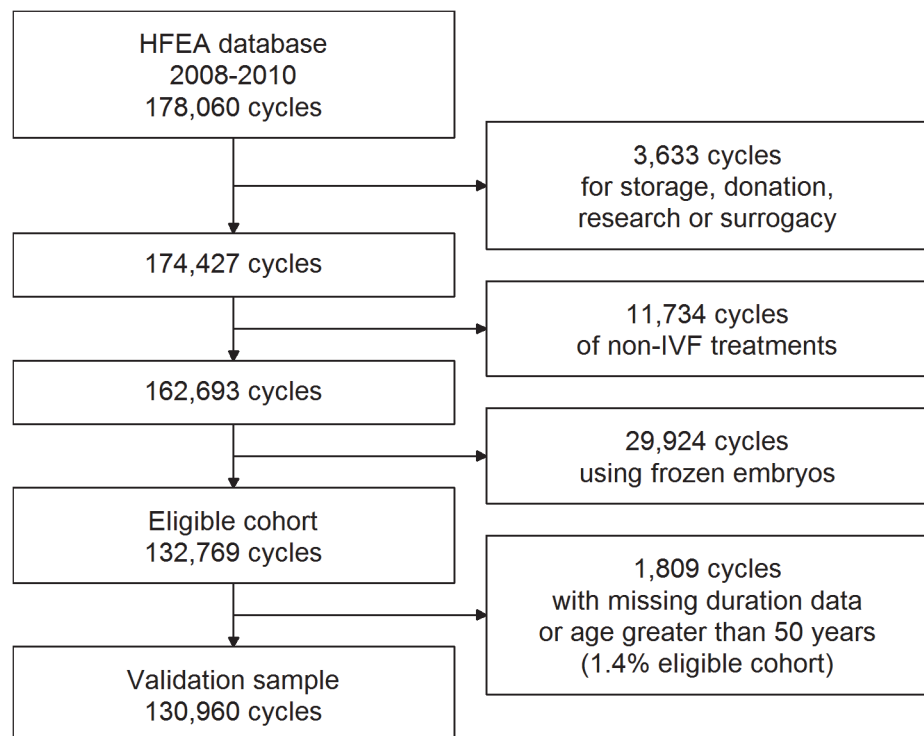 HFEA database
2008-2010
178,060 cycles
3,633 cycles
for storage, donation,
research or surrogacy
174,427 cycles
11,734 cycles
of non-IVF treatments
162,693 cycles
29,924 cycles
using frozen embryos
Eligible cohort
132,769 cycles
1,809 cycles
with missing duration data
or age greater than 50 years
(1.4% eligible cohort)
Validation sample
130,960 cycles